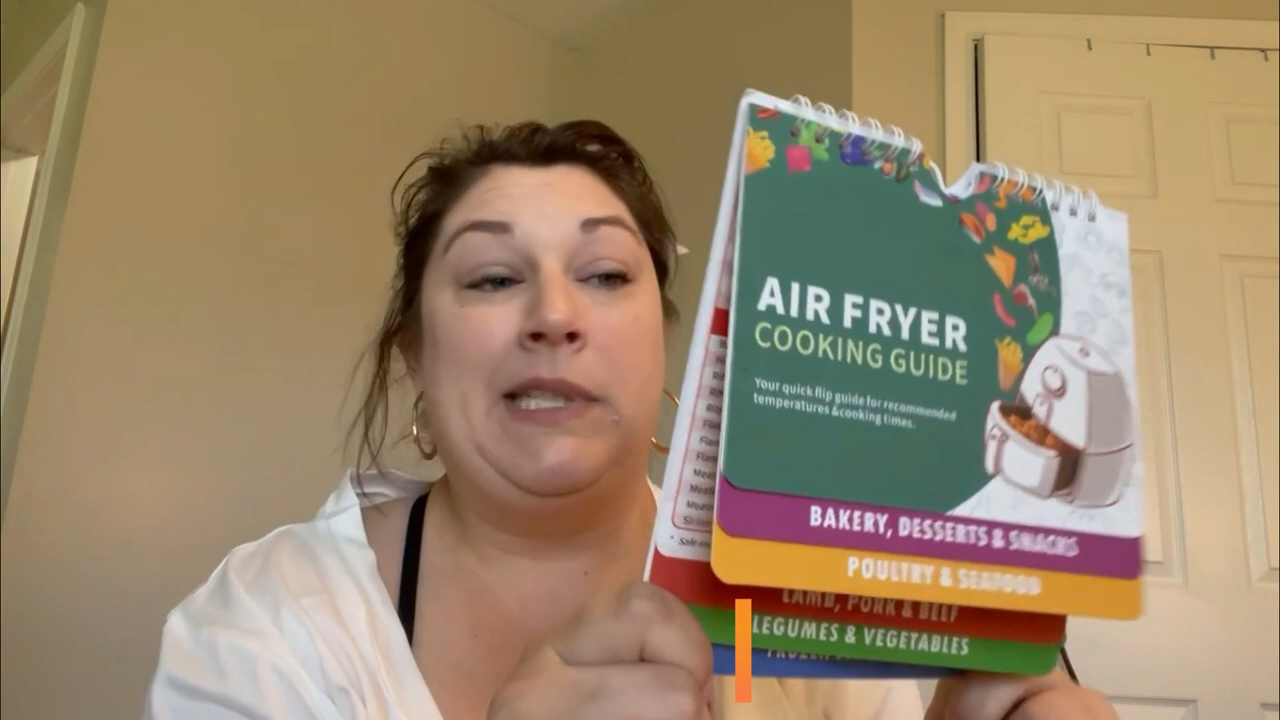 AIR FRYER
COOKING GUIDE
Your quick flip guide for recommended
temperatures & cooking times.
BAKERY, DESSERTS & SNACKS
POULTRY & SEAFOOD
LAMB, PORK & BEEF
LEGUMES & VEGETABLES